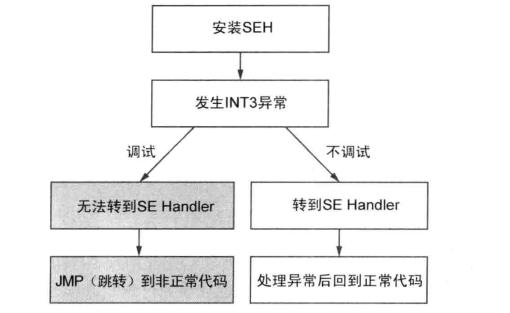 安装SEH
发生INT3异常
调试
不调试
无法转到SE Handler
转到SE Handler
JMP（跳转）到非正常代码
处理异常后回到正常代码